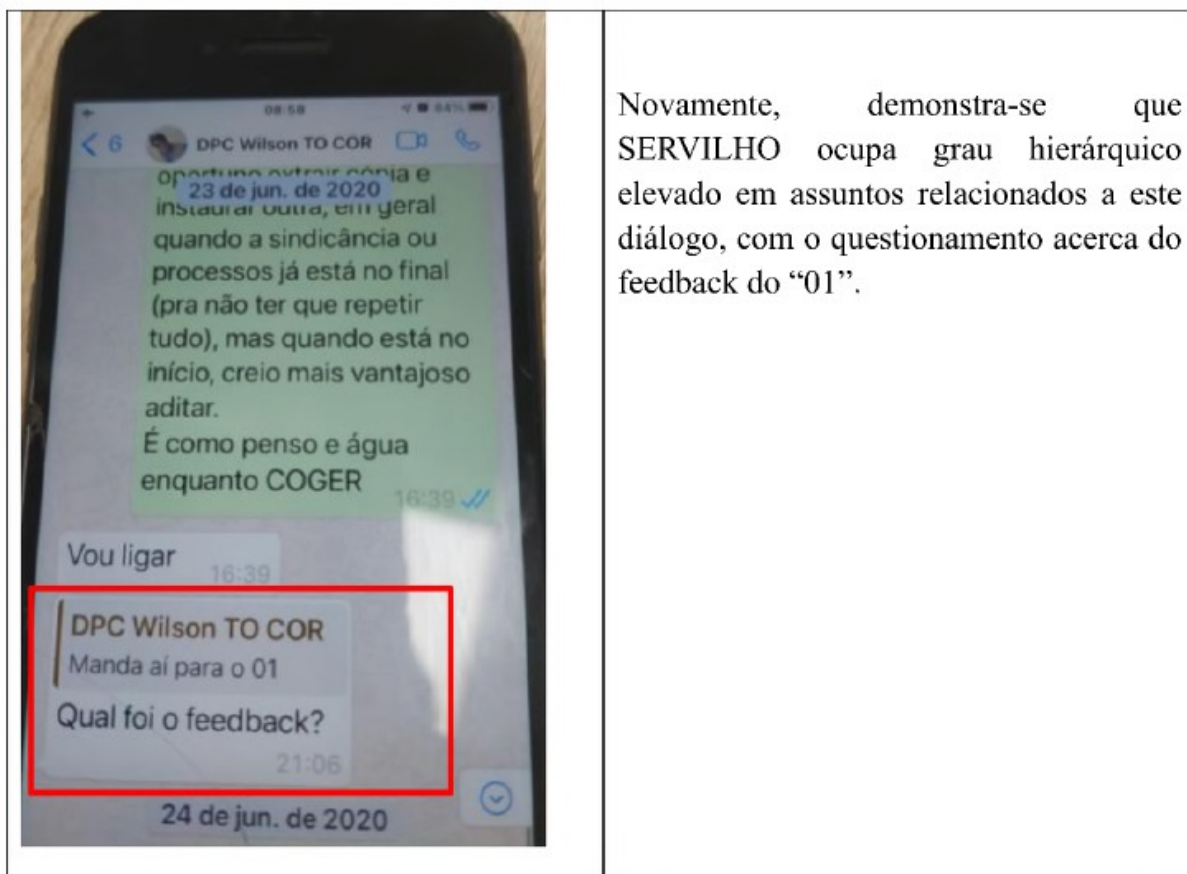 08:58
64%
6
DPC Wilson TO COR
23 de jun. de 2020
instaurar outra, em geral
quando a sindicância ou
processos já está no final
(pra não ter que repetir
tudo), mas quando está no
início, creio mais vantajoso
aditar.
É como penso e água
enquanto COGER
16:39
Vou ligar
16:39
DPC Wilson TO COR
Manda aí para o 01
Qual foi o feedback?
21:06
24 de jun. de 2020
Novamente, demonstra-se que
SERVILHO ocupa grau hierárquico
elevado em assuntos relacionados a este
diálogo, com o questionamento acerca do
feedback do “01”.